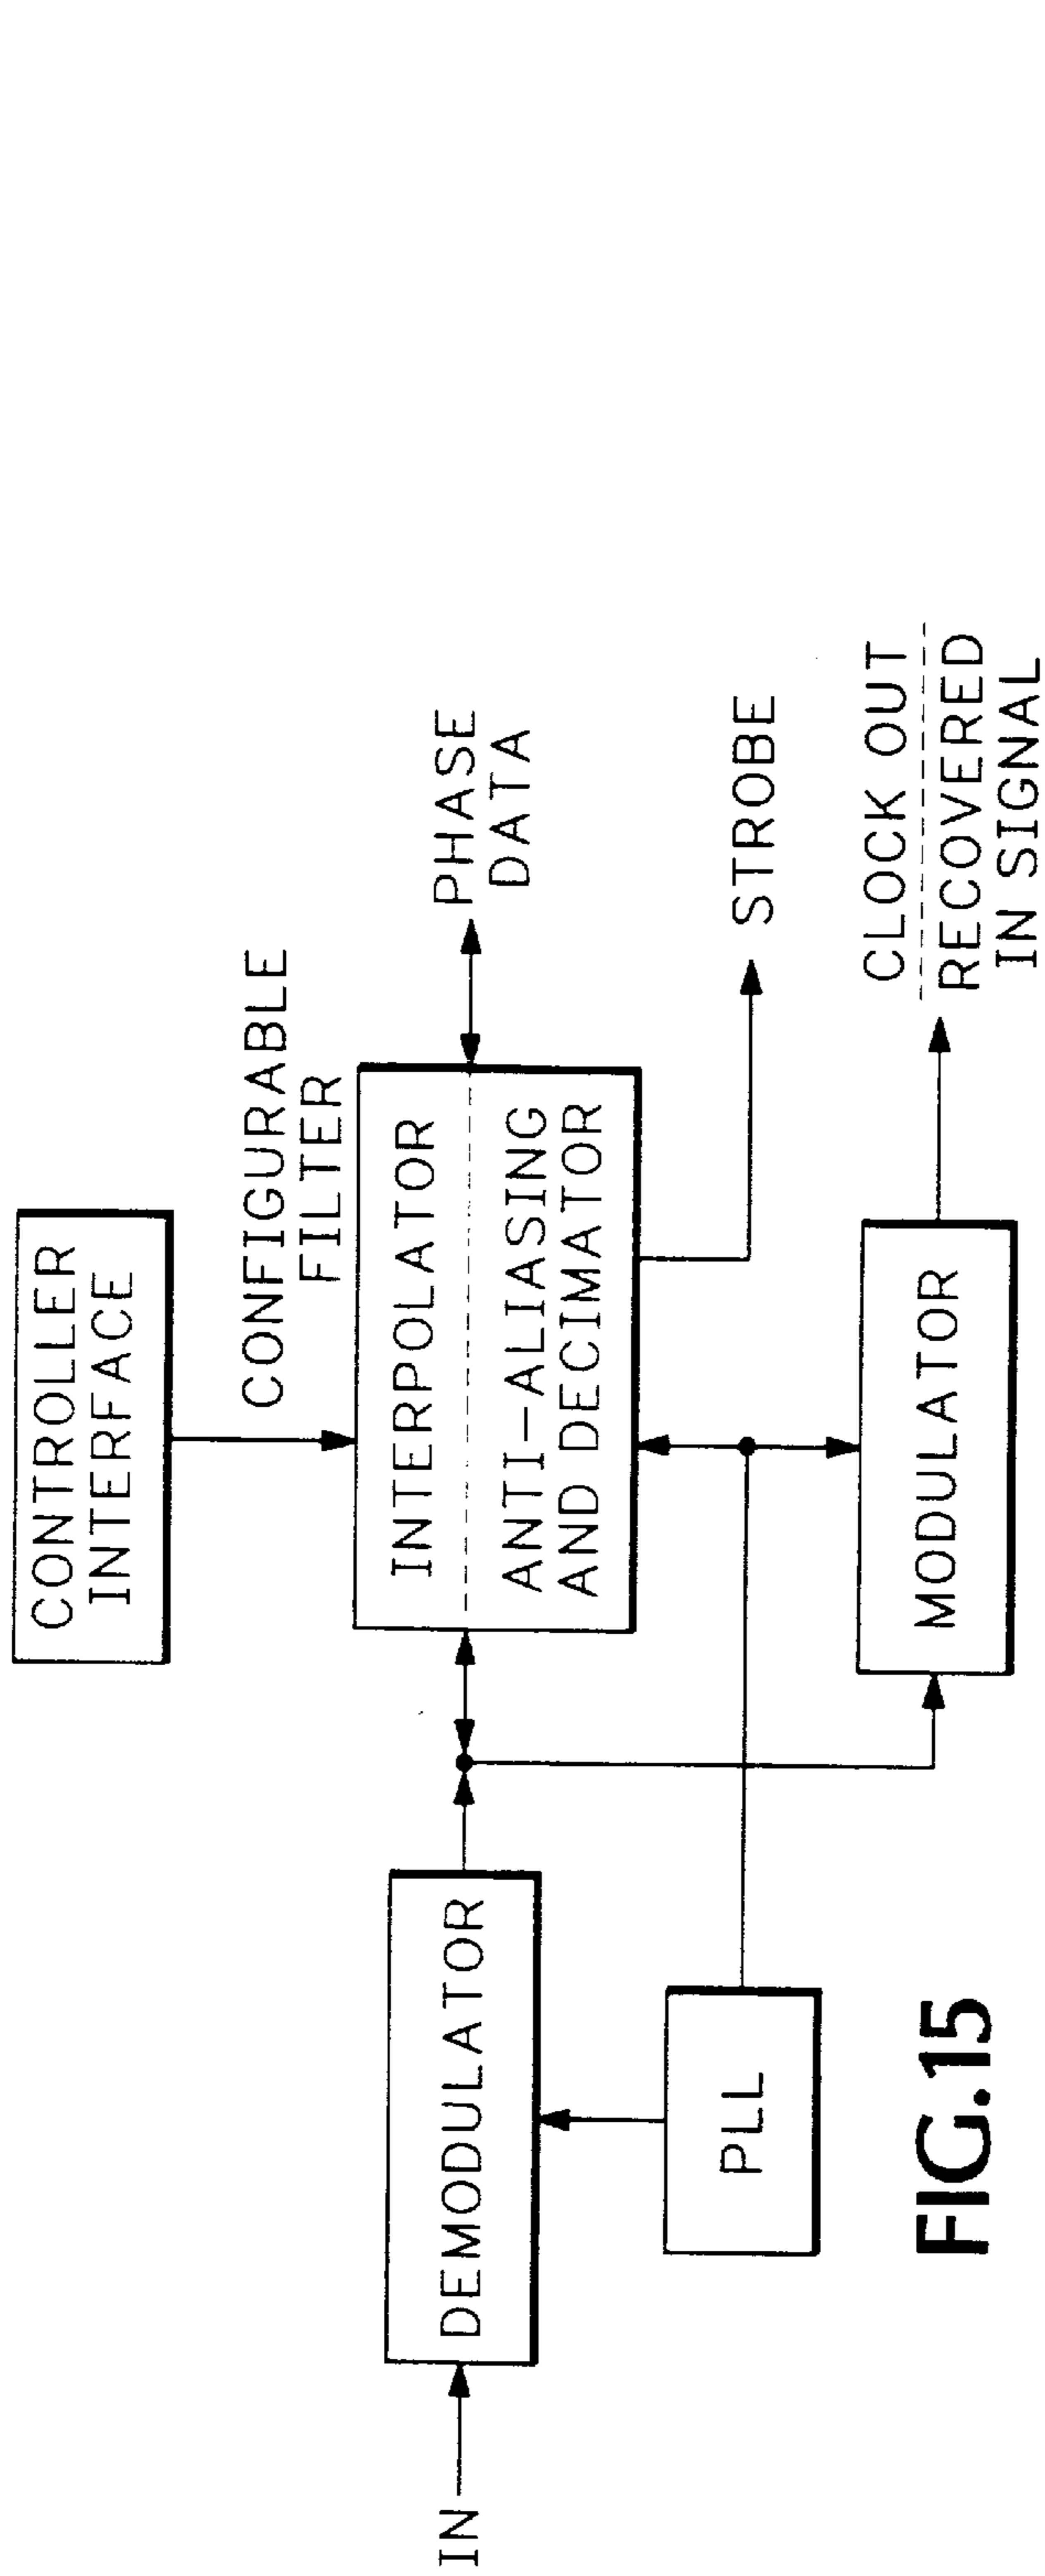 CONTROLLER
INTERFACE
CONFIGURABLE
FILTER
IN
DEMODULATOR
INTERPOLATOR
ANTI-ALIASING
AND DECIMATOR
PHASE
DATA
PLL
STROBE
MODULATOR
CLOCK OUT
RECOVERED
IN SIGNAL
FIG.15